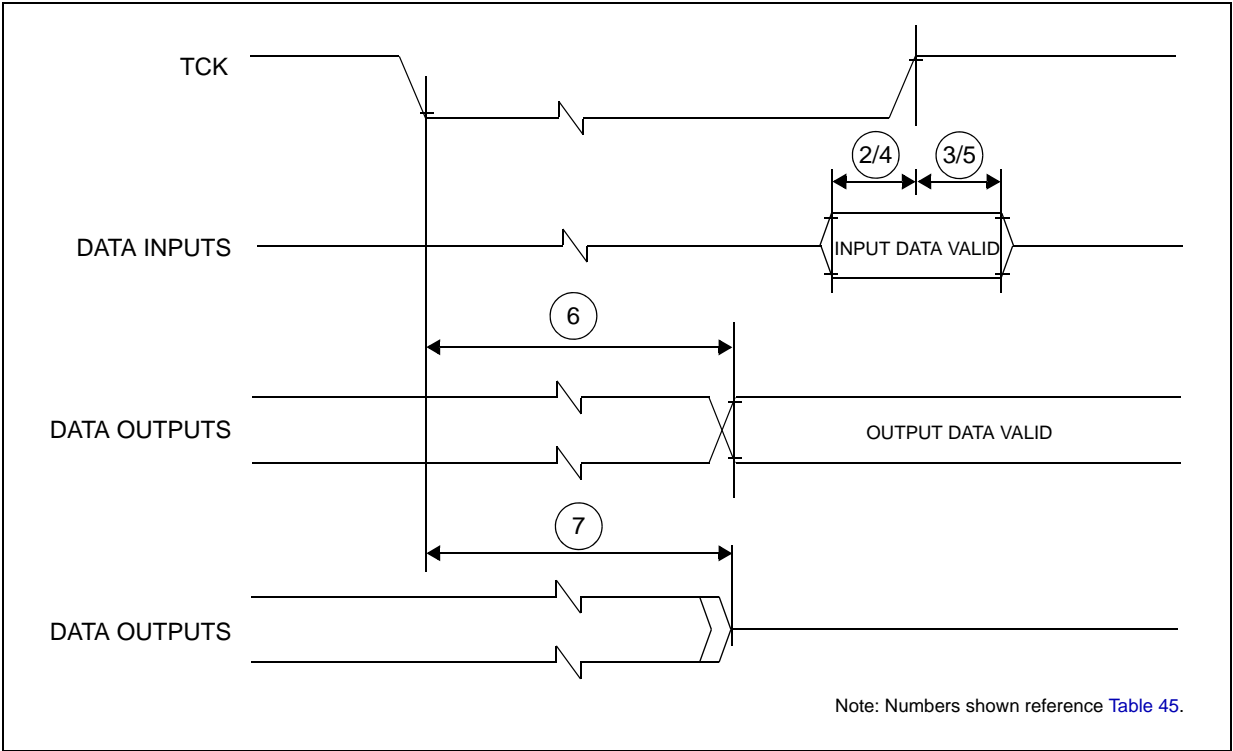 TCK
2/4
3/5
DATA INPUTS
INPUT DATA VALID
6
DATA OUTPUTS
OUTPUT DATA VALID
7
DATA OUTPUTS
Note: Numbers shown reference Table 45.